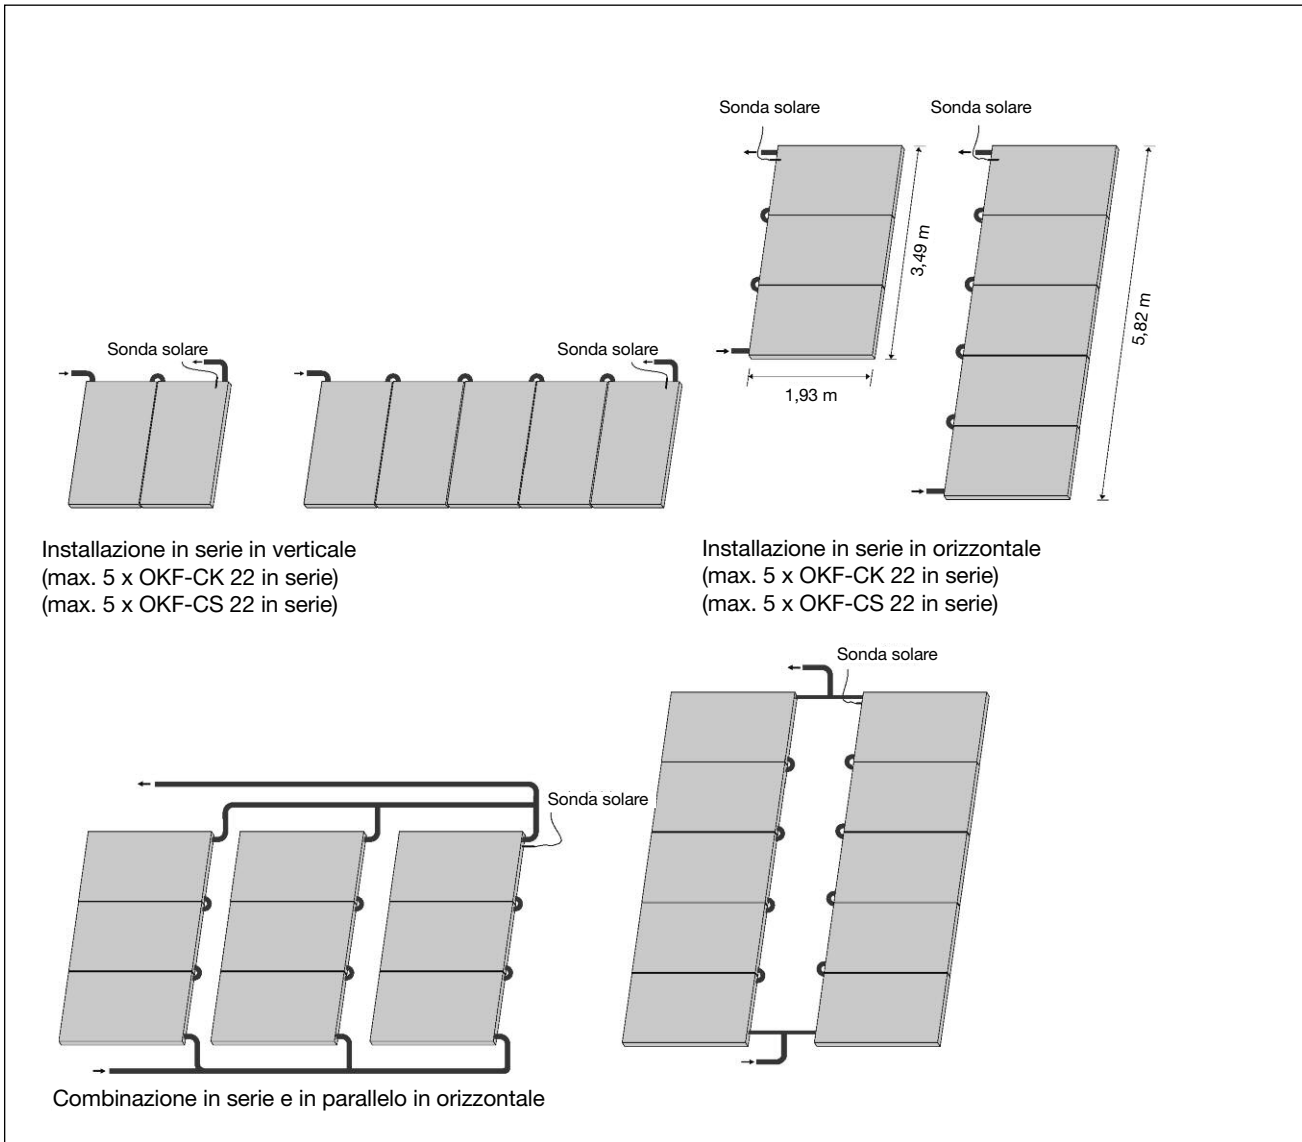 Sonda solare
Sonda solare
3,49 m
5,82 m
1,93 m
Sonda solare
Sonda solare
Installazione in serie in verticale
(max. 5 x OKF-CK 22 in serie)
(max. 5 x OKF-CS 22 in serie)
Installazione in serie in orizzontale
(max. 5 x OKF-CK 22 in serie)
(max. 5 x OKF-CS 22 in serie)
Sonda solare
Sonda solare
Combinazione in serie e in parallelo in orizzontale